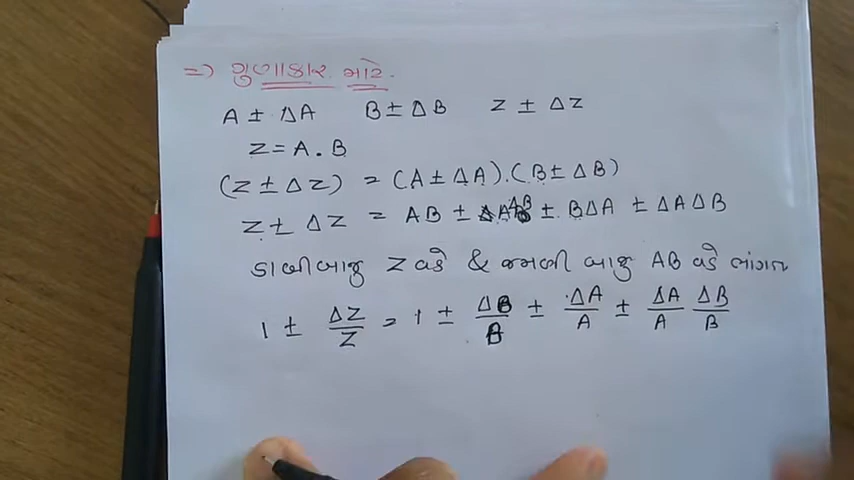 =) ગુણાકાર માટે.
A ± ΔA B ± ΔB Z ± ΔZ
Z = A . B
(Z ± ΔZ) = (A ± ΔA).(B ± ΔB)
Z ± ΔZ = AB ± AΔB ± BΔA ± ΔAΔB
ડાબીબાજુ Z વડે & જમણી બાજુ AB વડે ભાગતા
1 ± ΔZ/Z = 1 ± ΔB/B ± ΔA/A ± ΔA/A ΔB/B